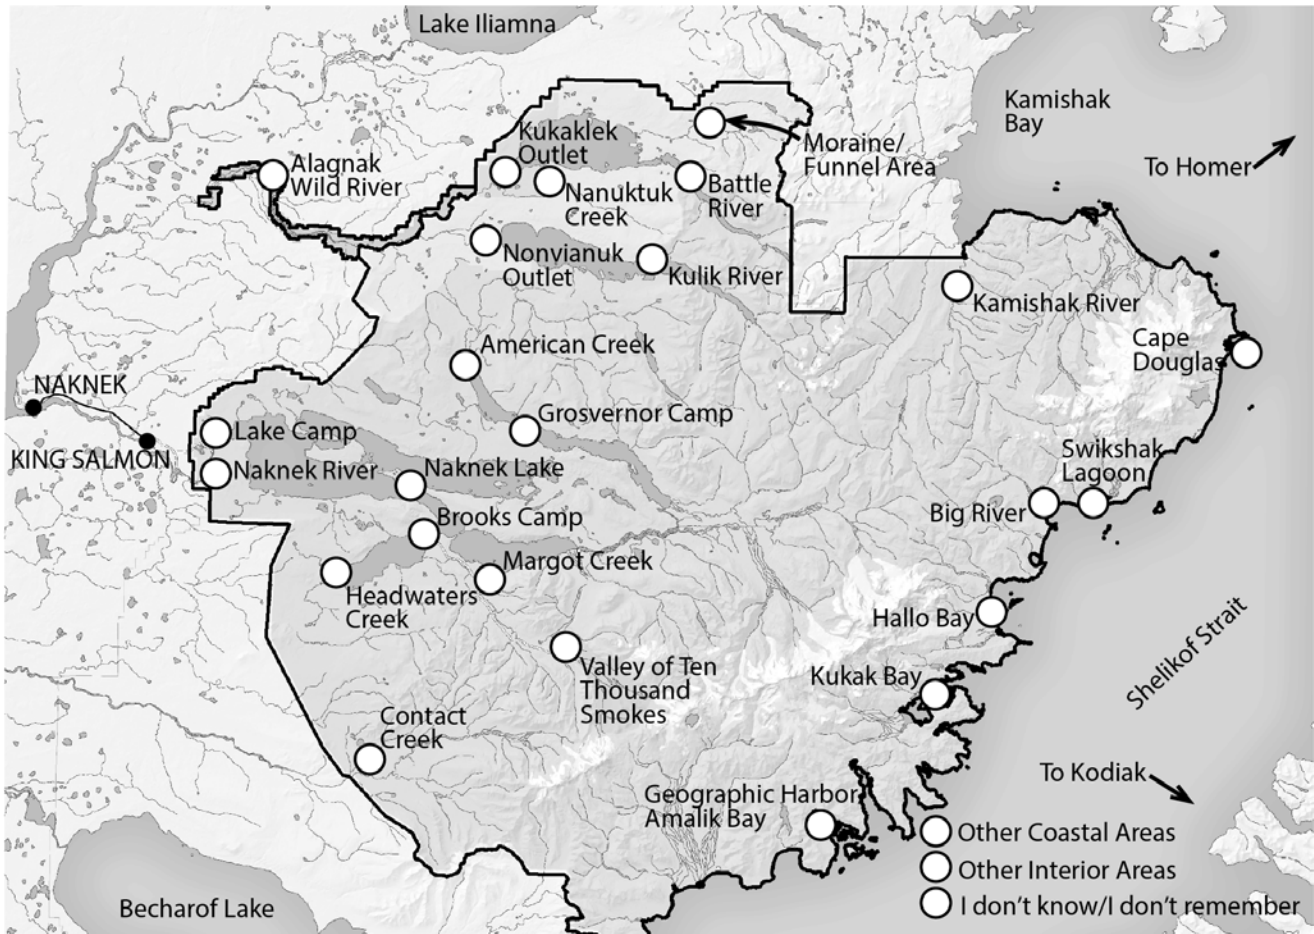 Lake Iliamna
Kamishak
Bay
To Homer
Moraine/
Funnel Area
Kukaklek
Outlet
Alagnak
Wild River
Nanuktuk
Creek
Battle
River
Nonvianuk
Outlet
Kulik River
Kamishak River
Cape
Douglas
American Creek
NAKNEK
Grosvernor Camp
Lake Camp
KING SALMON
Naknek River
Naknek Lake
Swikshak
Lagoon
Big River
Brooks Camp
Margot Creek
Headwaters
Creek
Hallo Bay
Shelikof Strait
Valley of Ten
Thousand
Smokes
Kukak Bay
Contact
Creek
To Kodiak
Geographic Harbor
Amalik Bay
Other Coastal Areas
Other Interior Areas
I don't know/I don't remember
Becharof Lake